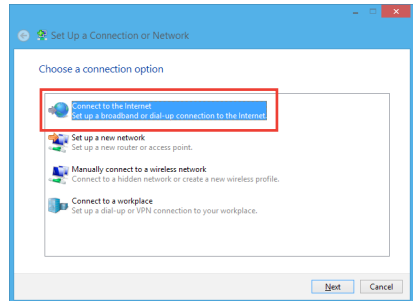 Set Up a Connection or Network
Choose a connection option
Connect to the Internet
Set up a broadband or dial-up connection to the Internet.
Set up a new network
Set up a new router or access point.
Manually connect to a wireless network
Connect to a hidden network or create a new wireless profile.
Connect to a workplace
Set up a dial-up or VPN connection to your workplace.
Next Cancel